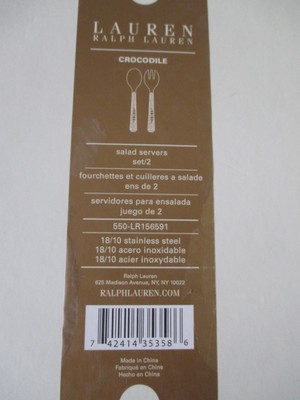 LAUREN
RALPH LAUREN
CROCODILE
salad servers
set/2
fourchettes et cuilleres a salade
ens de 2
servidores para ensalada
juego de 2
550-LR156591
18/10 stainless steel
18/10 acero inoxidable
18/10 acier inoxydable
Ralph Lauren
625 Madison Avenue, NY, NY 10022
RALPHLAUREN.COM
7 42414 35358 6
Made in China
Fabriqué en Chine
Hecho en China